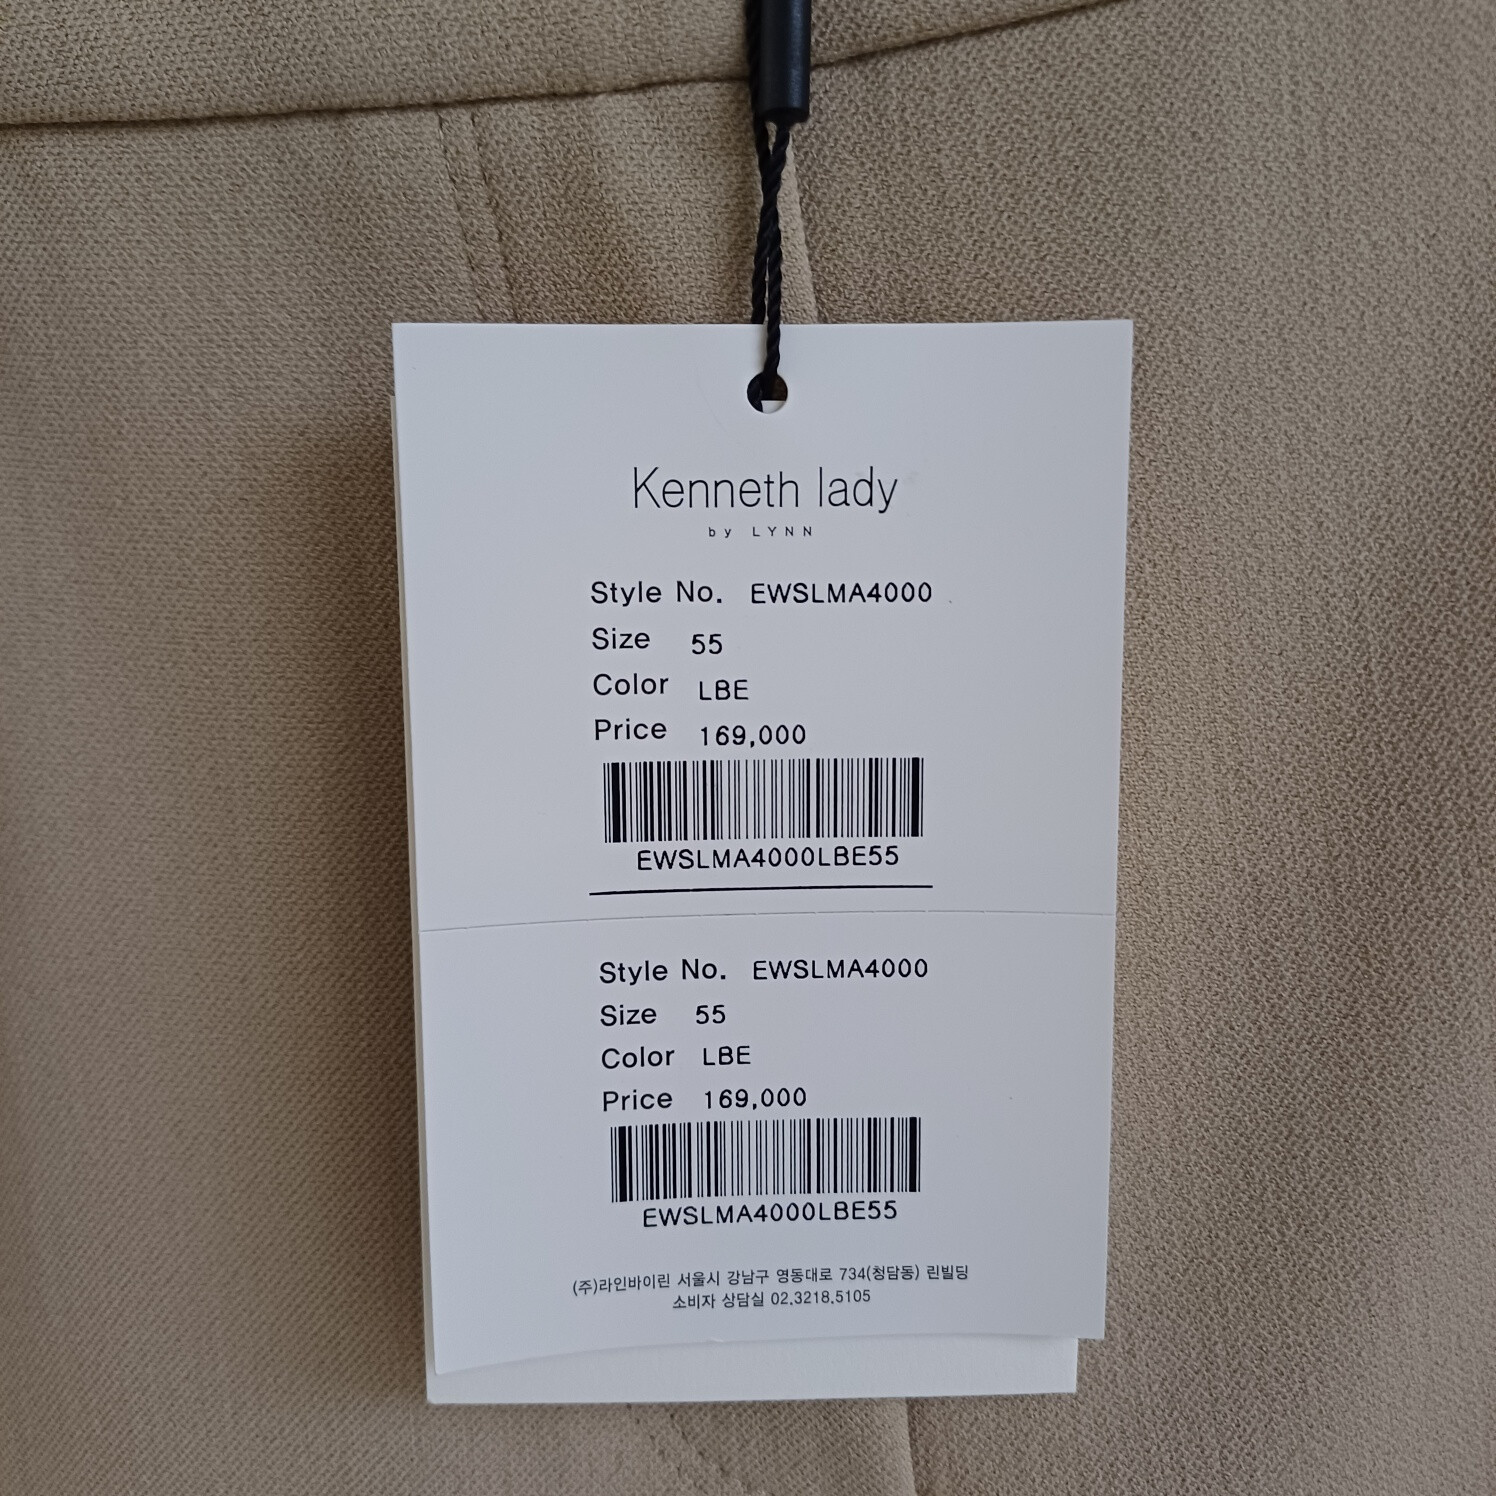 Kenneth lady
by LYNN
Style No. EWSLMA4000
Size 55
Color LBE
Price 169,000
EWSLMA4000LBE55
Style No. EWSLMA4000
Size 55
Color LBE
Price 169,000
EWSLMA4000LBE55
(주)라인바이린 서울시 강남구 영동대로 734(청담동) 린빌딩
소비자 상담실 02.3218.5105